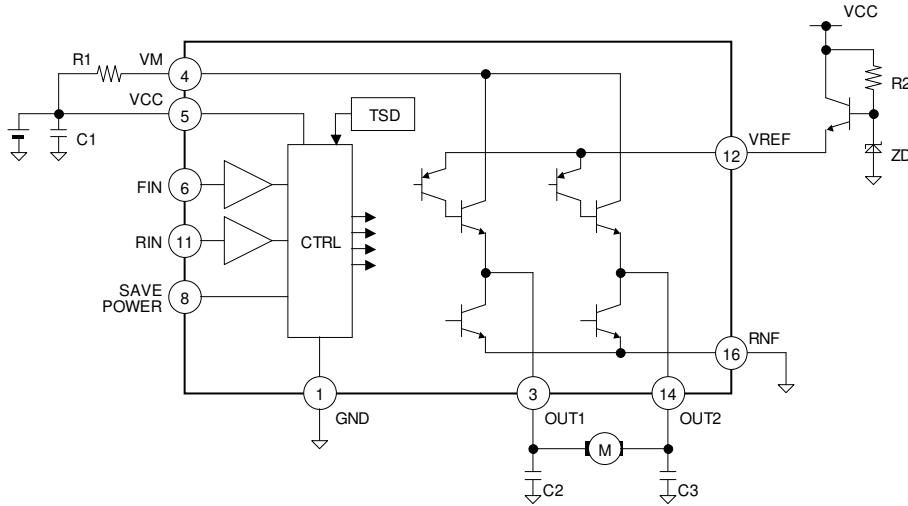 VCC
R1
VM
4
R2
VCC
5
TSD
C1
VREF
12
ZD
FIN
6
RIN
11
CTRL
SAVE
POWER
8
RNF
16
1
GND
3
OUT1
14
OUT2
M
C2
C3